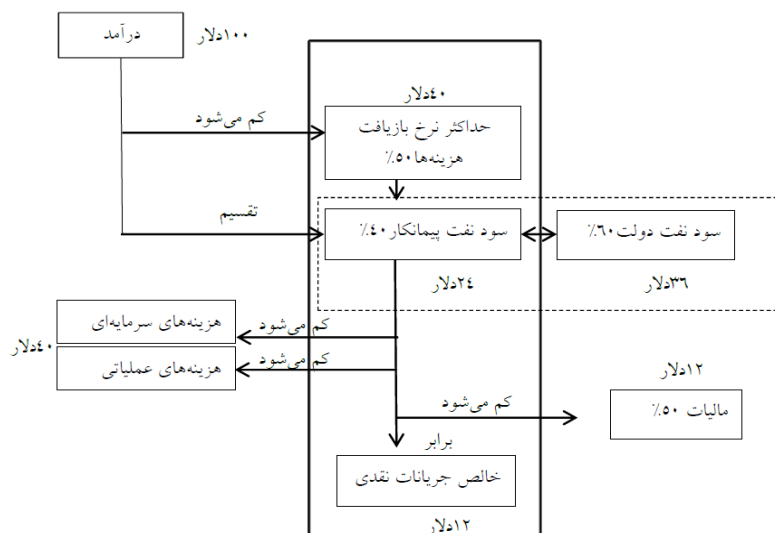 درآمد
۱۰۰دلار
۴۰دلار
کم می‌شود
حداکثر نرخ بازیافت
هزینه‌ها۵۰٪
تقسیم
سود نفت پیمانکار۴۰٪
سود نفت دولت۶۰٪
۲۴دلار
۳۶دلار
هزینه‌های سرمایه‌ای
کم می‌شود
۴۰دلار
هزینه‌های عملیاتی
کم می‌شود
۱۲دلار
کم می‌شود
مالیات ۵۰٪
برابر
خالص جریانات نقدی
۱۲دلار